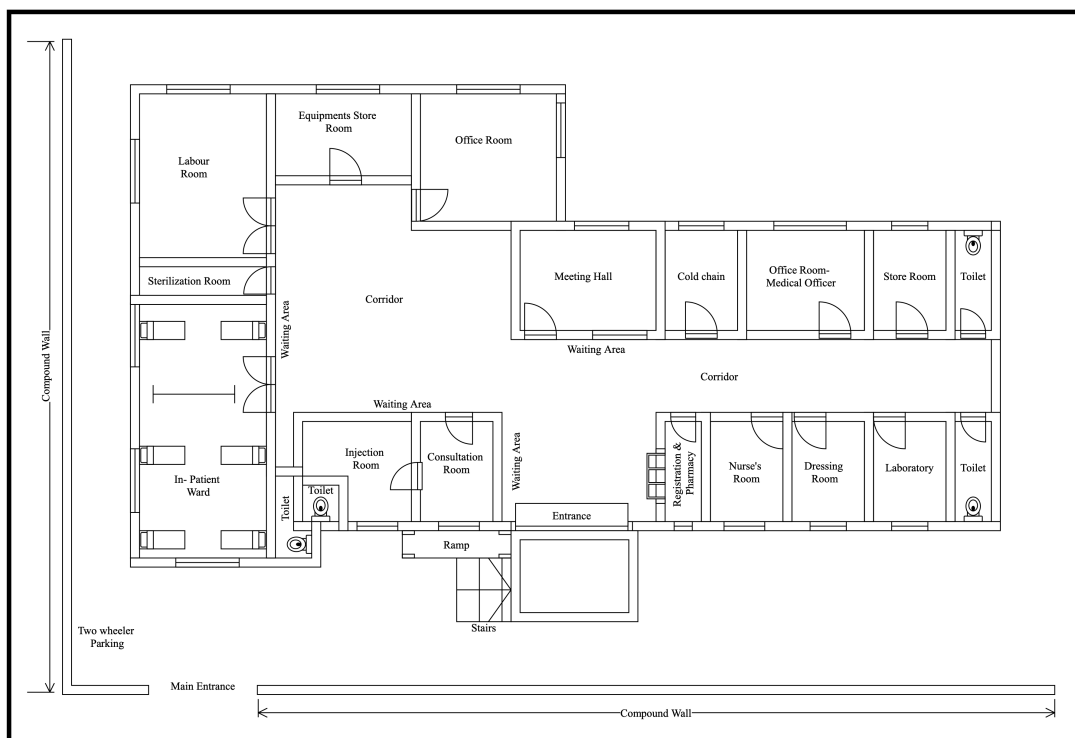 Equipments Store
Room
Office Room
Labour
Room
Sterilization Room
Meeting Hall
Cold chain
Office Room-
Medical Officer
Store Room
Toilet
Corridor
Waiting Area
Waiting Area
Compound Wall
Corridor
Waiting Area
Injection
Room
Consultation
Room
Waiting Area
Registration &
Pharmacy
Nurse's
Room
Dressing
Room
Laboratory
Toilet
In- Patient
Ward
Toilet
Toilet
Entrance
Ramp
Stairs
Two wheeler
Parking
Main Entrance
Compound Wall